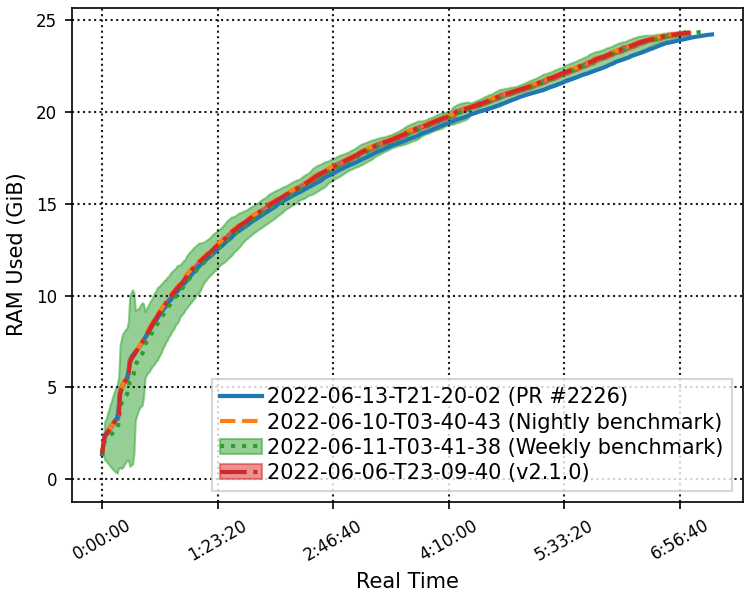 25
20
15
10
5
0
RAM Used (GiB)
2022-06-13-T21-20-02 (PR #2226)
2022-06-10-T03-40-43 (Nightly benchmark)
2022-06-11-T03-41-38 (Weekly benchmark)
2022-06-06-T23-09-40 (v2.1.0)
0:00:00
1:23:20
2:46:40
4:10:00
5:33:20
6:56:40
Real Time